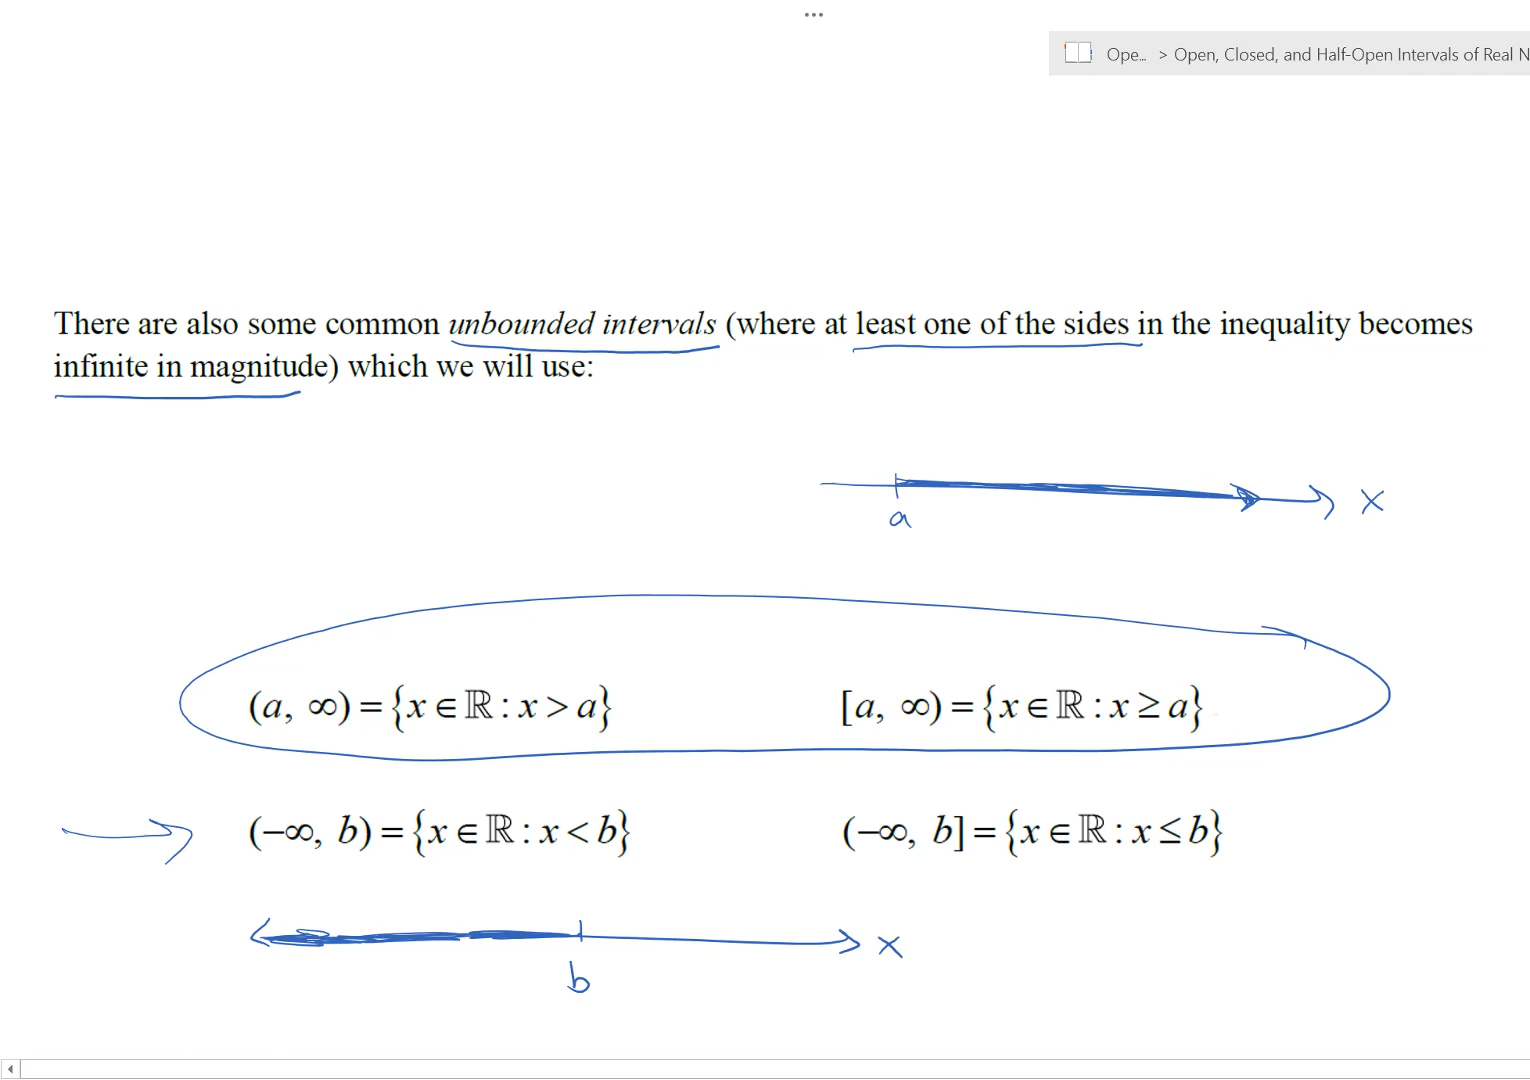 Ope... > Open, Closed, and Half-Open Intervals of Real N
There are also some common unbounded intervals (where at least one of the sides in the inequality becomes
infinite in magnitude) which we will use:
a x
(a, ∞) = {x ∈ ℝ : x > a} [a, ∞) = {x ∈ ℝ : x ≥ a}
(−∞, b) = {x ∈ ℝ : x < b} (−∞, b] = {x ∈ ℝ : x ≤ b}
x
b